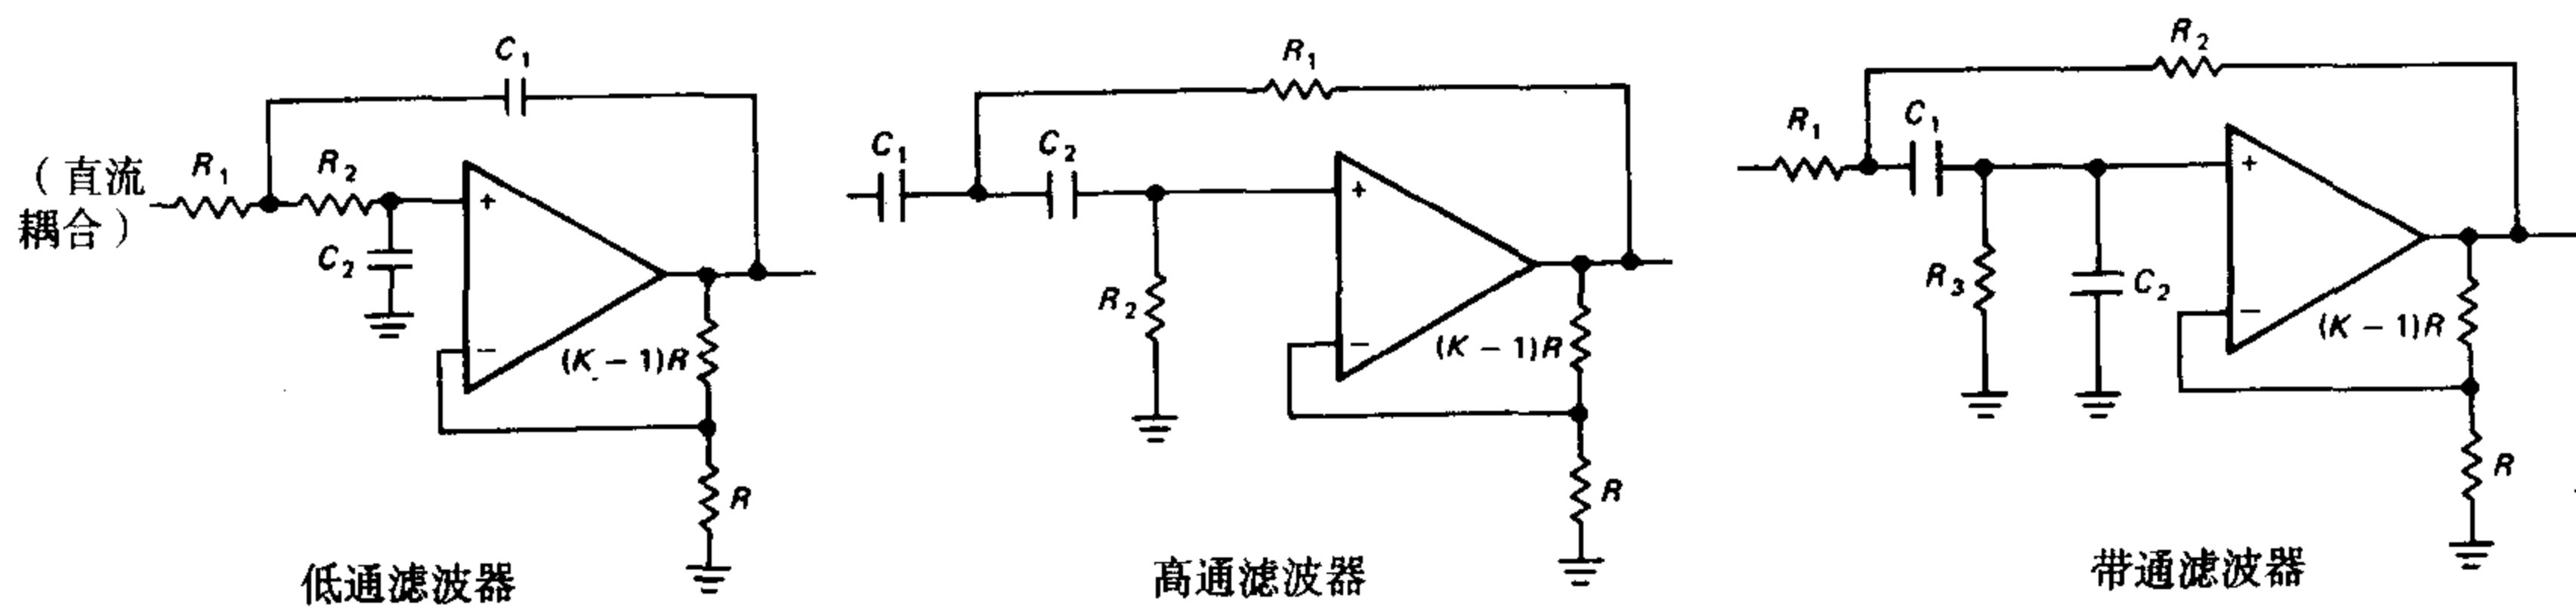 C₁
(直流
耦合)
R₁
R₂
+
C₂
−
(K − 1)R
R
低通滤波器
R₁
C₁
C₂
+
R₂
−
(K − 1)R
R
高通滤波器
R₂
R₁
C₁
+
R₃
C₂
−
(K − 1)R
R
带通滤波器